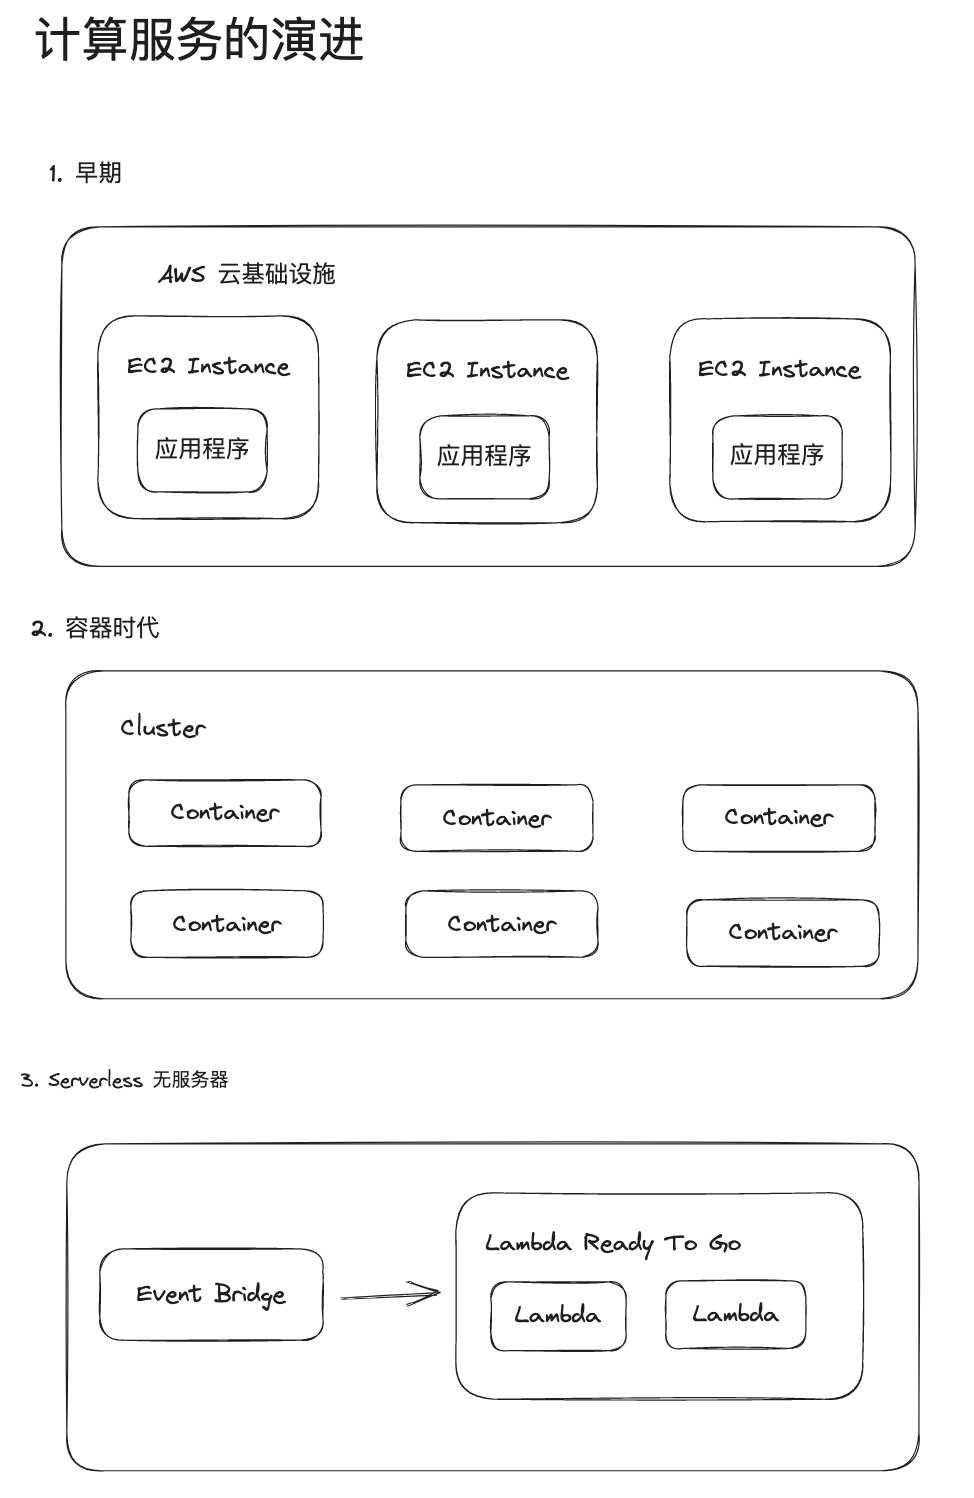 计算服务的演进
1. 早期
AWS 云基础设施
EC2 Instance
EC2 Instance
EC2 Instance
应用程序
应用程序
应用程序
2. 容器时代
Cluster
Container
Container
Container
Container
Container
Container
3. Serverless 无服务器
Lambda Ready To Go
Event Bridge
Lambda
Lambda